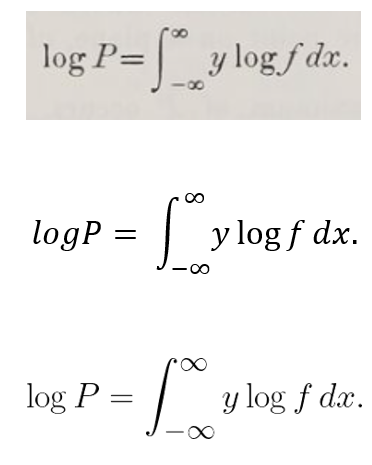 log P= ∫_{-∞}^{∞} y log f dx.
logP = ∫_{-∞}^{∞} y log f dx.
log P = ∫_{-∞}^{∞} y log f dx.